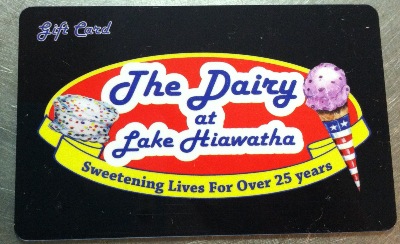 Gift Card
The Dairy
at
Lake Hiawatha
Sweetening Lives For Over 25 years